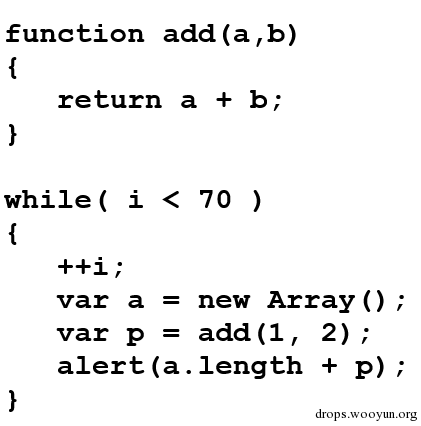 function add(a,b)
{
   return a + b;
}

while( i < 70 )
{
   ++i;
   var a = new Array();
   var p = add(1, 2);
   alert(a.length + p);
}
drops.wooyun.org